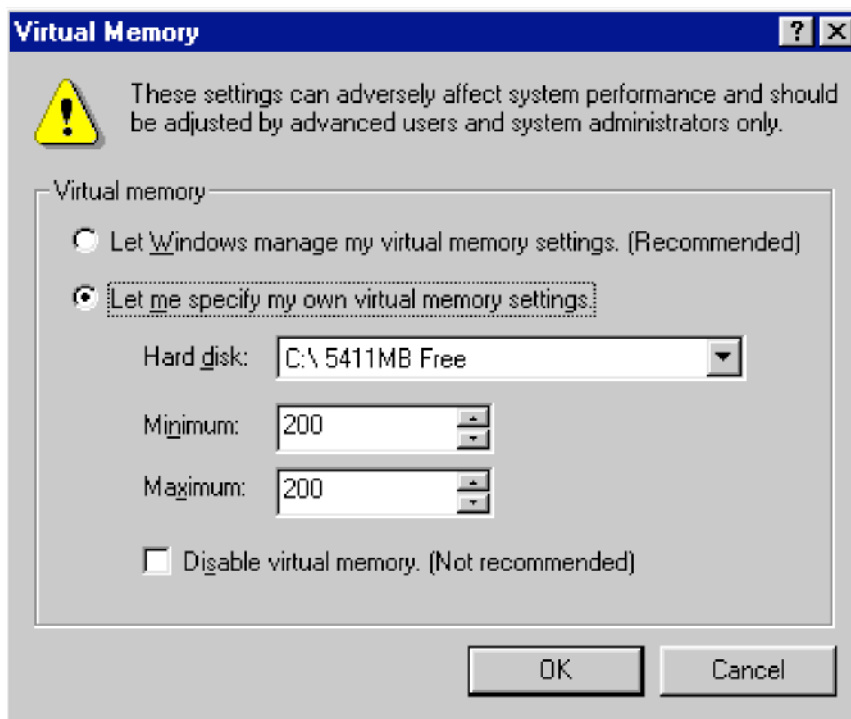 Virtual Memory
These settings can adversely affect system performance and should
be adjusted by advanced users and system administrators only.
Virtual memory
Let Windows manage my virtual memory settings. (Recommended)
Let me specify my own virtual memory settings.
Hard disk: C:\ 5411MB Free
Minimum: 200
Maximum: 200
Disable virtual memory. (Not recommended)
OK Cancel